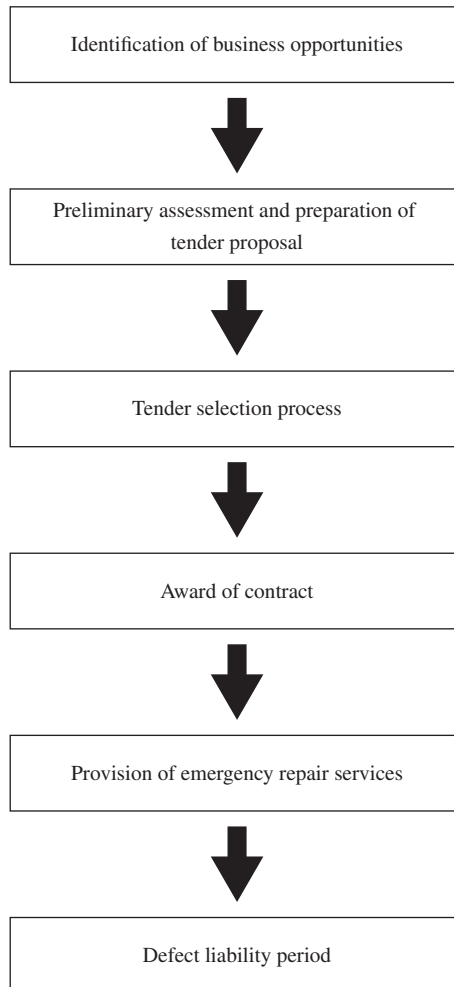 Identification of business opportunities
Preliminary assessment and preparation of
tender proposal
Tender selection process
Award of contract
Provision of emergency repair services
Defect liability period